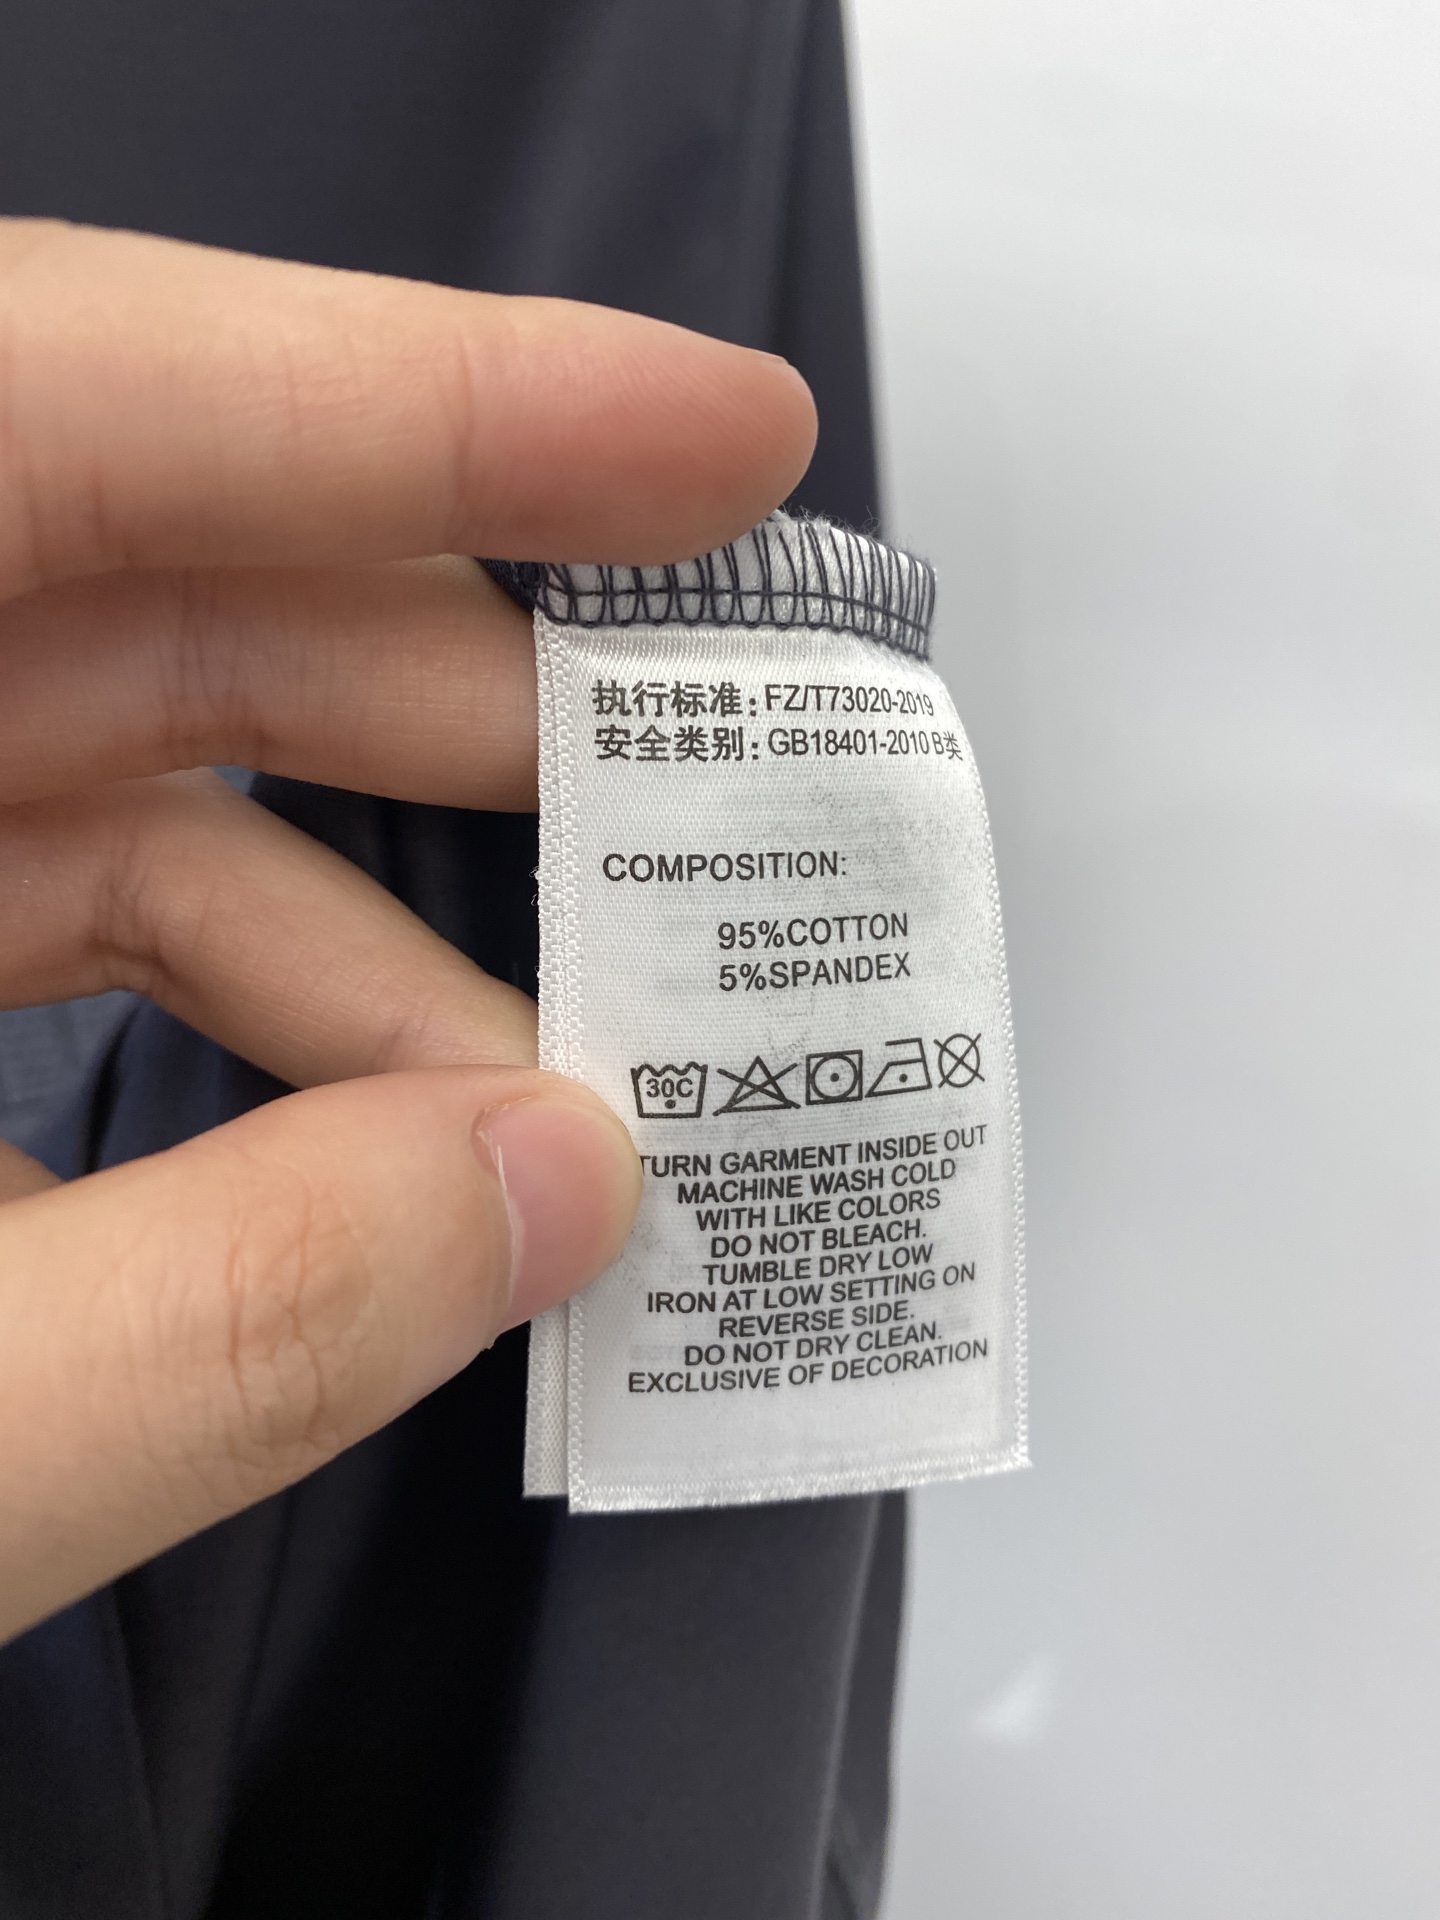 执行标准: FZ/T73020-2019
安全类别: GB18401-2010 B类
COMPOSITION:
95%COTTON
5%SPANDEX
30C
TURN GARMENT INSIDE OUT
MACHINE WASH COLD
WITH LIKE COLORS
DO NOT BLEACH.
TUMBLE DRY LOW
IRON AT LOW SETTING ON
REVERSE SIDE.
DO NOT DRY CLEAN.
EXCLUSIVE OF DECORATION